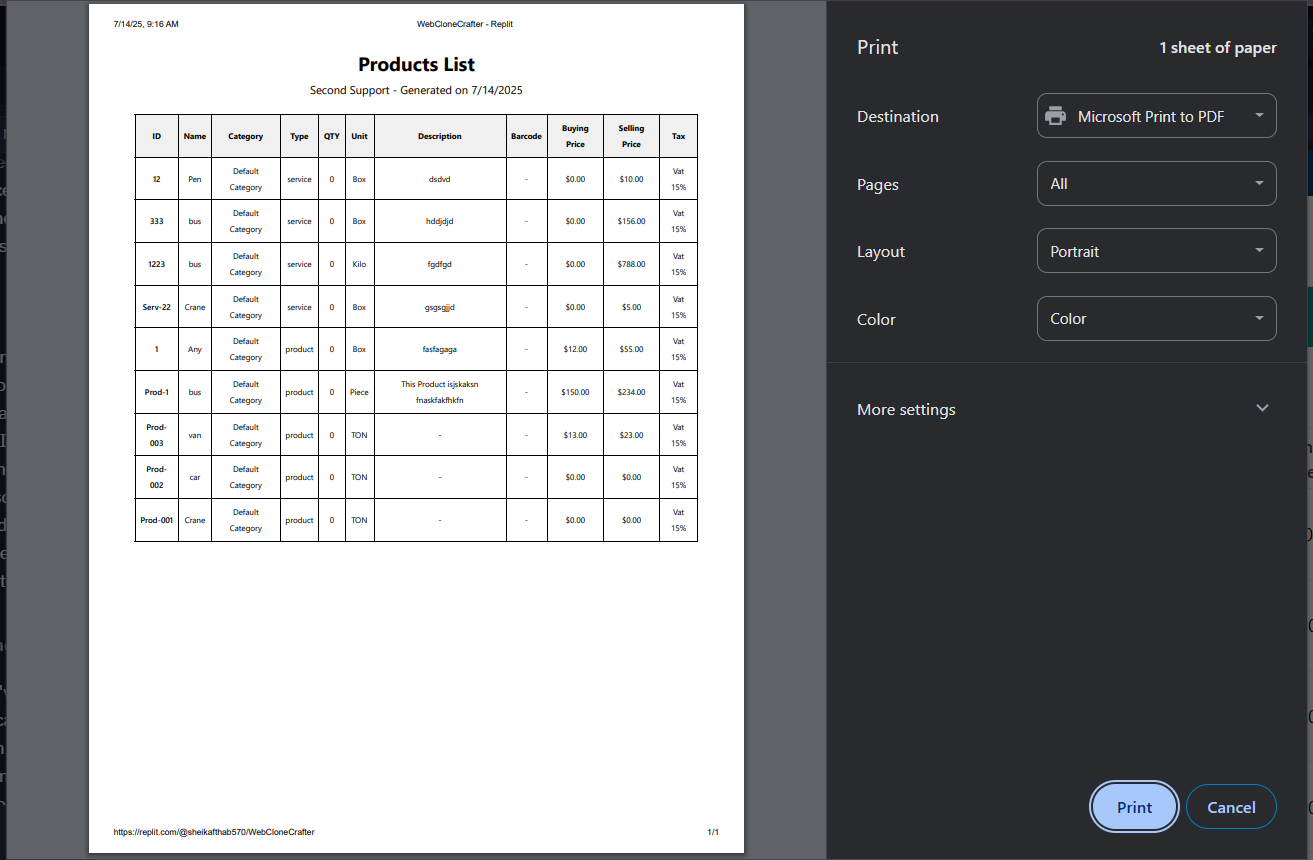 7/14/25, 9:16 AM WebCloneCrafter - Replit
Products List
Second Support - Generated on 7/14/2025
ID Name Category Type QTY Unit Description Barcode Buying Price Selling Price Tax
12 Pen Default Category service 0 Box dsdvd - $0.00 $10.00 Vat 15%
333 bus Default Category service 0 Box hddjdjd - $0.00 $156.00 Vat 15%
1223 bus Default Category service 0 Kilo fgdfgd - $0.00 $788.00 Vat 15%
Serv-22 Crane Default Category service 0 Box gsgsgjjd - $0.00 $5.00 Vat 15%
1 Any Default Category product 0 Box fasfagaga - $12.00 $55.00 Vat 15%
Prod-1 bus Default Category product 0 Piece This Product isjskaksn fnaskfakfhkfn - $150.00 $234.00 Vat 15%
Prod-003 van Default Category product 0 TON - - $13.00 $23.00 Vat 15%
Prod-002 car Default Category product 0 TON - - $0.00 $0.00 Vat 15%
Prod-001 Crane Default Category product 0 TON - - $0.00 $0.00 Vat 15%
https://replit.com/@sheikafthab570/WebCloneCrafter 1/1
Print 1 sheet of paper
Destination Microsoft Print to PDF
Pages All
Layout Portrait
Color Color
More settings
Print Cancel